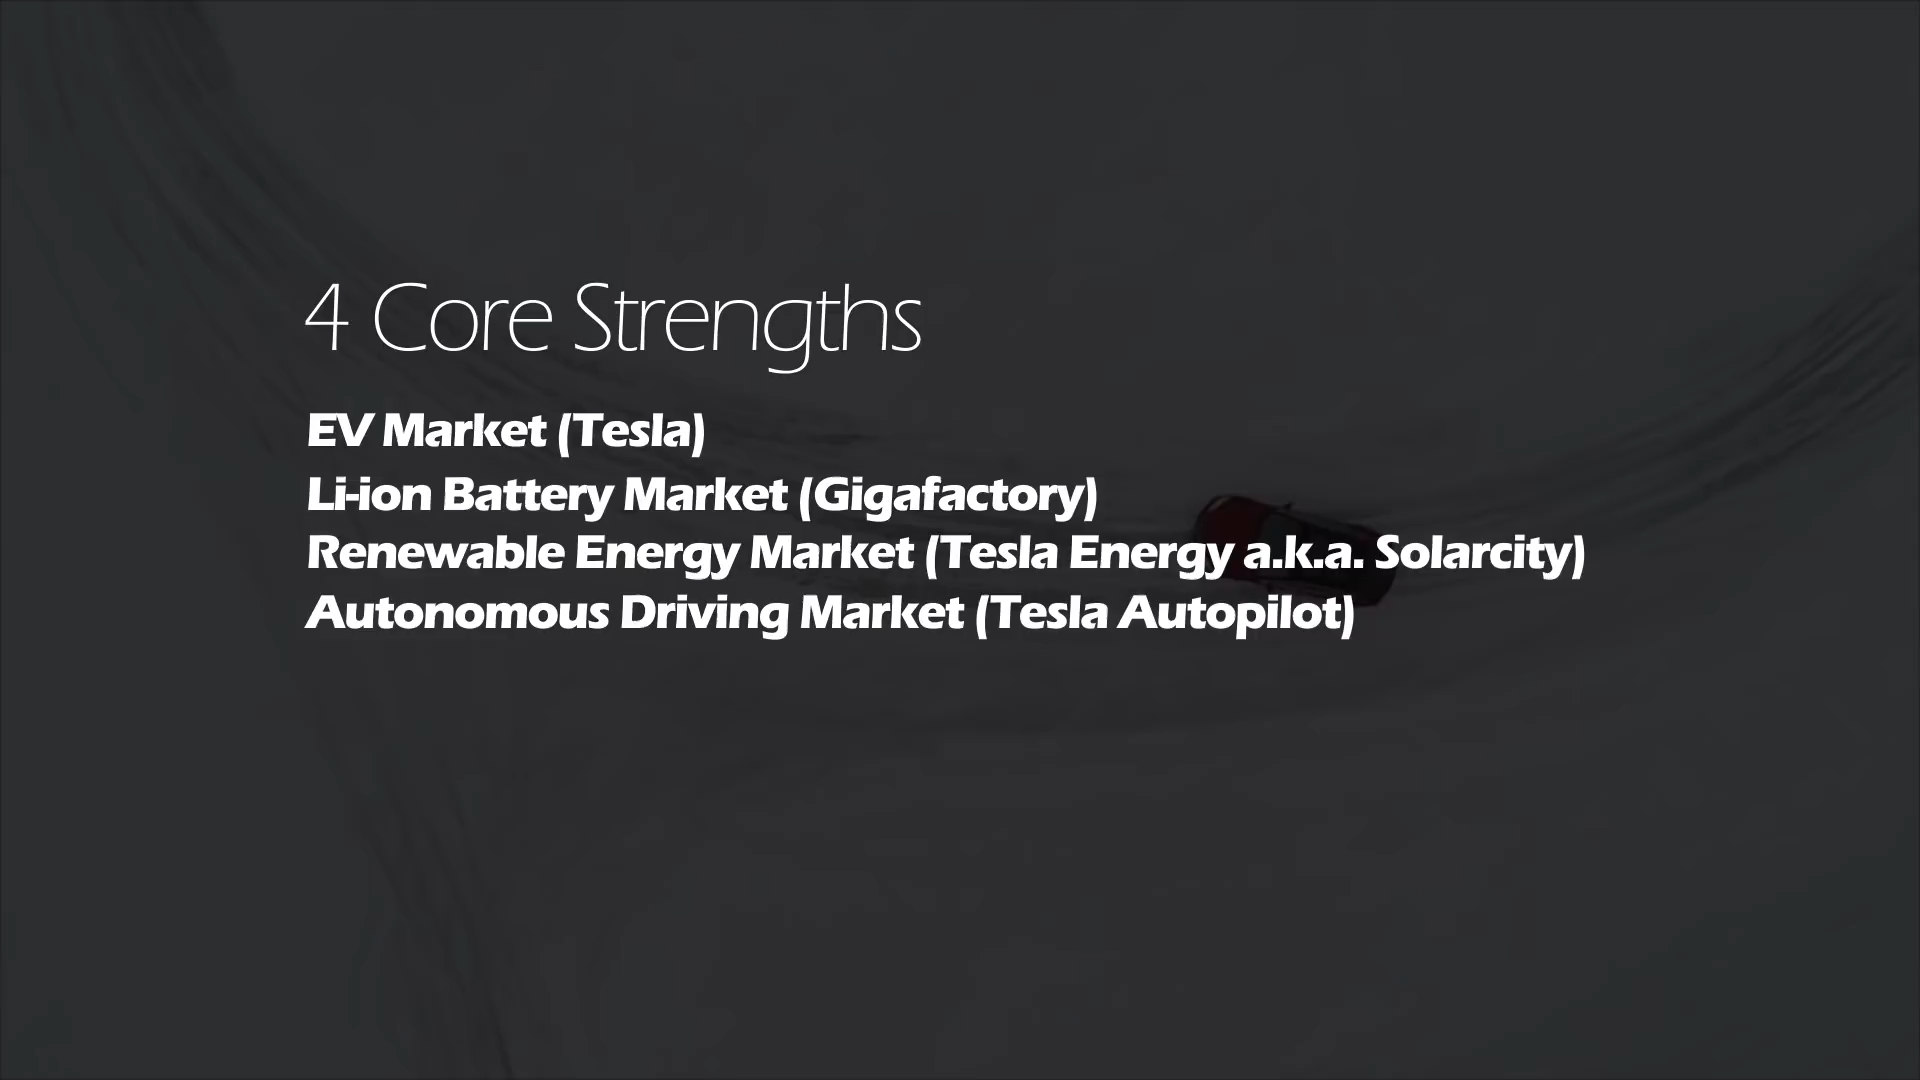 4 Core Strengths
EV Market (Tesla)
Li-ion Battery Market (Gigafactory)
Renewable Energy Market (Tesla Energy a.k.a. Solarcity)
Autonomous Driving Market (Tesla Autopilot)